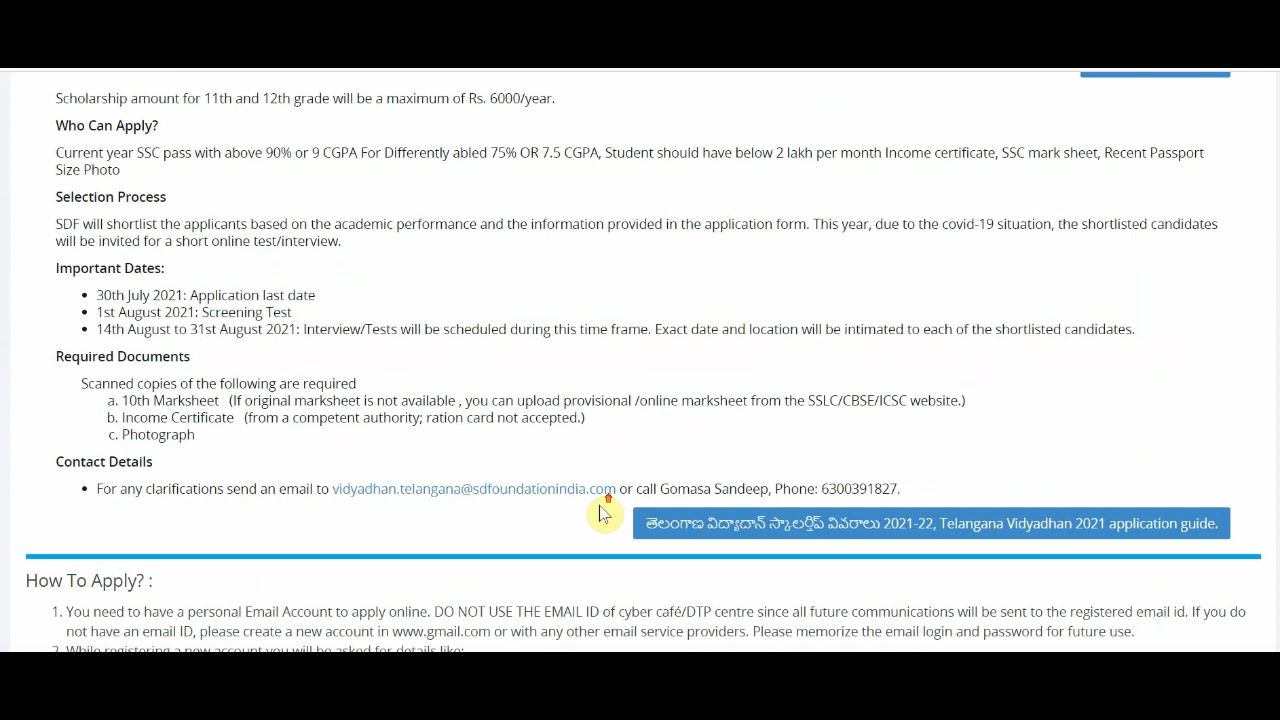 Scholarship amount for 11th and 12th grade will be a maximum of Rs. 6000/year.
Who Can Apply?
Current year SSC pass with above 90% or 9 CGPA For Differently abled 75% OR 7.5 CGPA, Student should have below 2 lakh per month Income certificate, SSC mark sheet, Recent Passport
Size Photo
Selection Process
SDF will shortlist the applicants based on the academic performance and the information provided in the application form. This year, due to the covid-19 situation, the shortlisted candidates
will be invited for a short online test/interview.
Important Dates:
• 30th July 2021: Application last date
• 1st August 2021: Screening Test
• 14th August to 31st August 2021: Interview/Tests will be scheduled during this time frame. Exact date and location will be intimated to each of the shortlisted candidates.
Required Documents
Scanned copies of the following are required
a. 10th Marksheet (If original marksheet is not available , you can upload provisional /online marksheet from the SSLC/CBSE/ICSC website.)
b. Income Certificate (from a competent authority; ration card not accepted.)
c. Photograph
Contact Details
• For any clarifications send an email to vidyadhan.telangana@sdfoundationindia.com or call Gomasa Sandeep, Phone: 6300391827.
తెలంగాణ విద్యాదాన్ స్కాలర్షిప్ వివరాలు 2021-22, Telangana Vidyadhan 2021 application guide.
How To Apply? :
1. You need to have a personal Email Account to apply online. DO NOT USE THE EMAIL ID of cyber café/DTP centre since all future communications will be sent to the registered email id. If you do
not have an email ID, please create a new account in www.gmail.com or with any other email service providers. Please memorize the email login and password for future use.
2. While registering a new account you will be asked for details like: